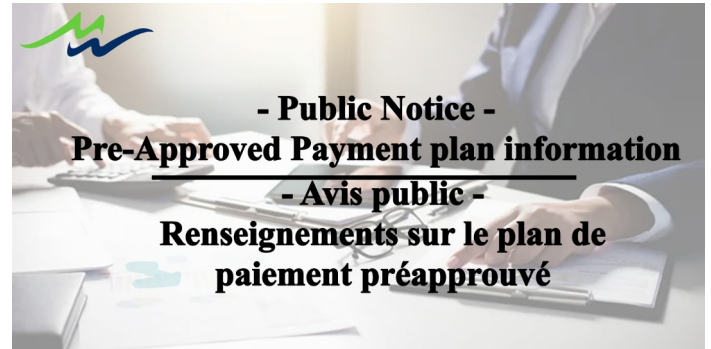 - Public Notice -
Pre-Approved Payment plan information
- Avis public -
Renseignements sur le plan de
paiement préapprouvé